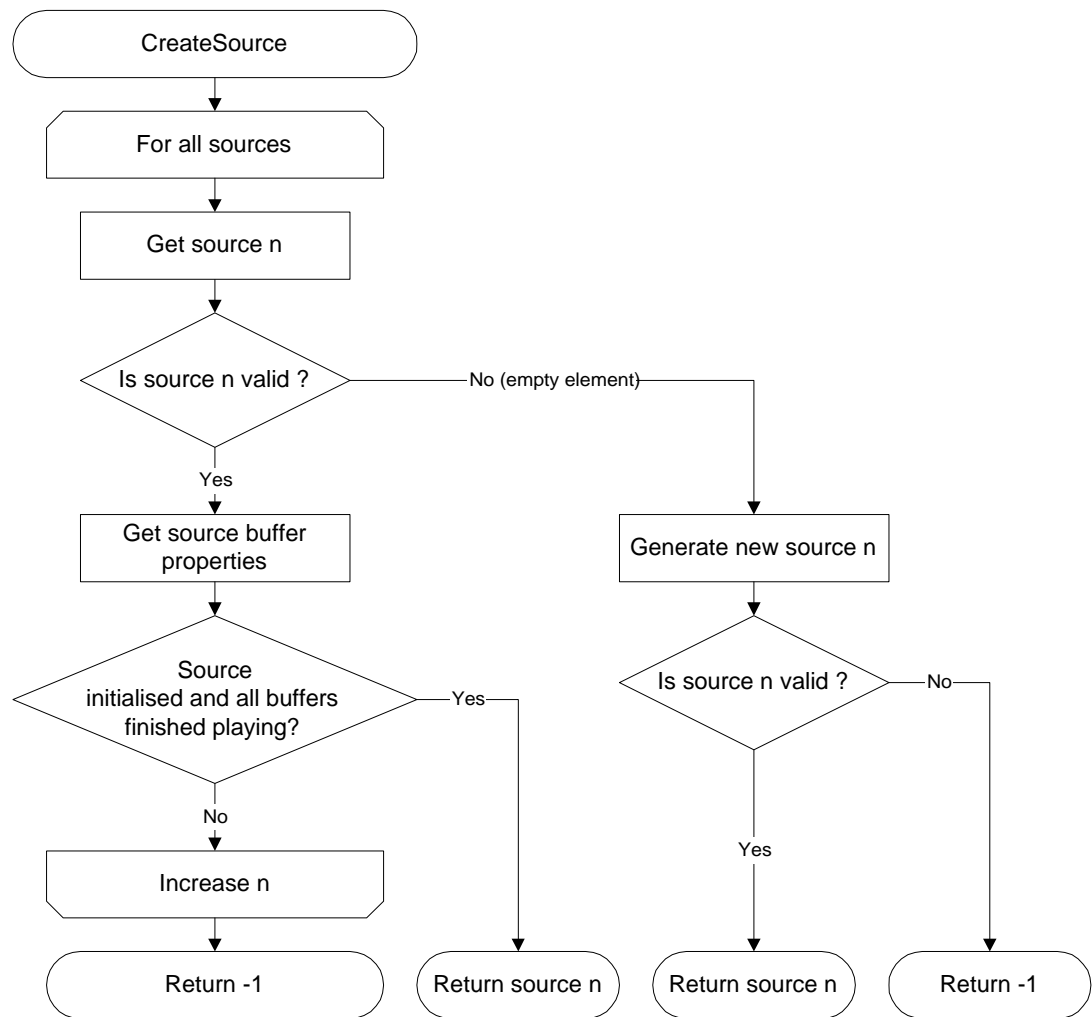 CreateSource
For all sources
Get source n
Is source n valid ?
No (empty element)
Yes
Get source buffer
properties
Generate new source n
Source
initialised and all buffers
finished playing?
Yes
Is source n valid ?
No
No
Yes
Increase n
Return -1
Return source n
Return source n
Return -1